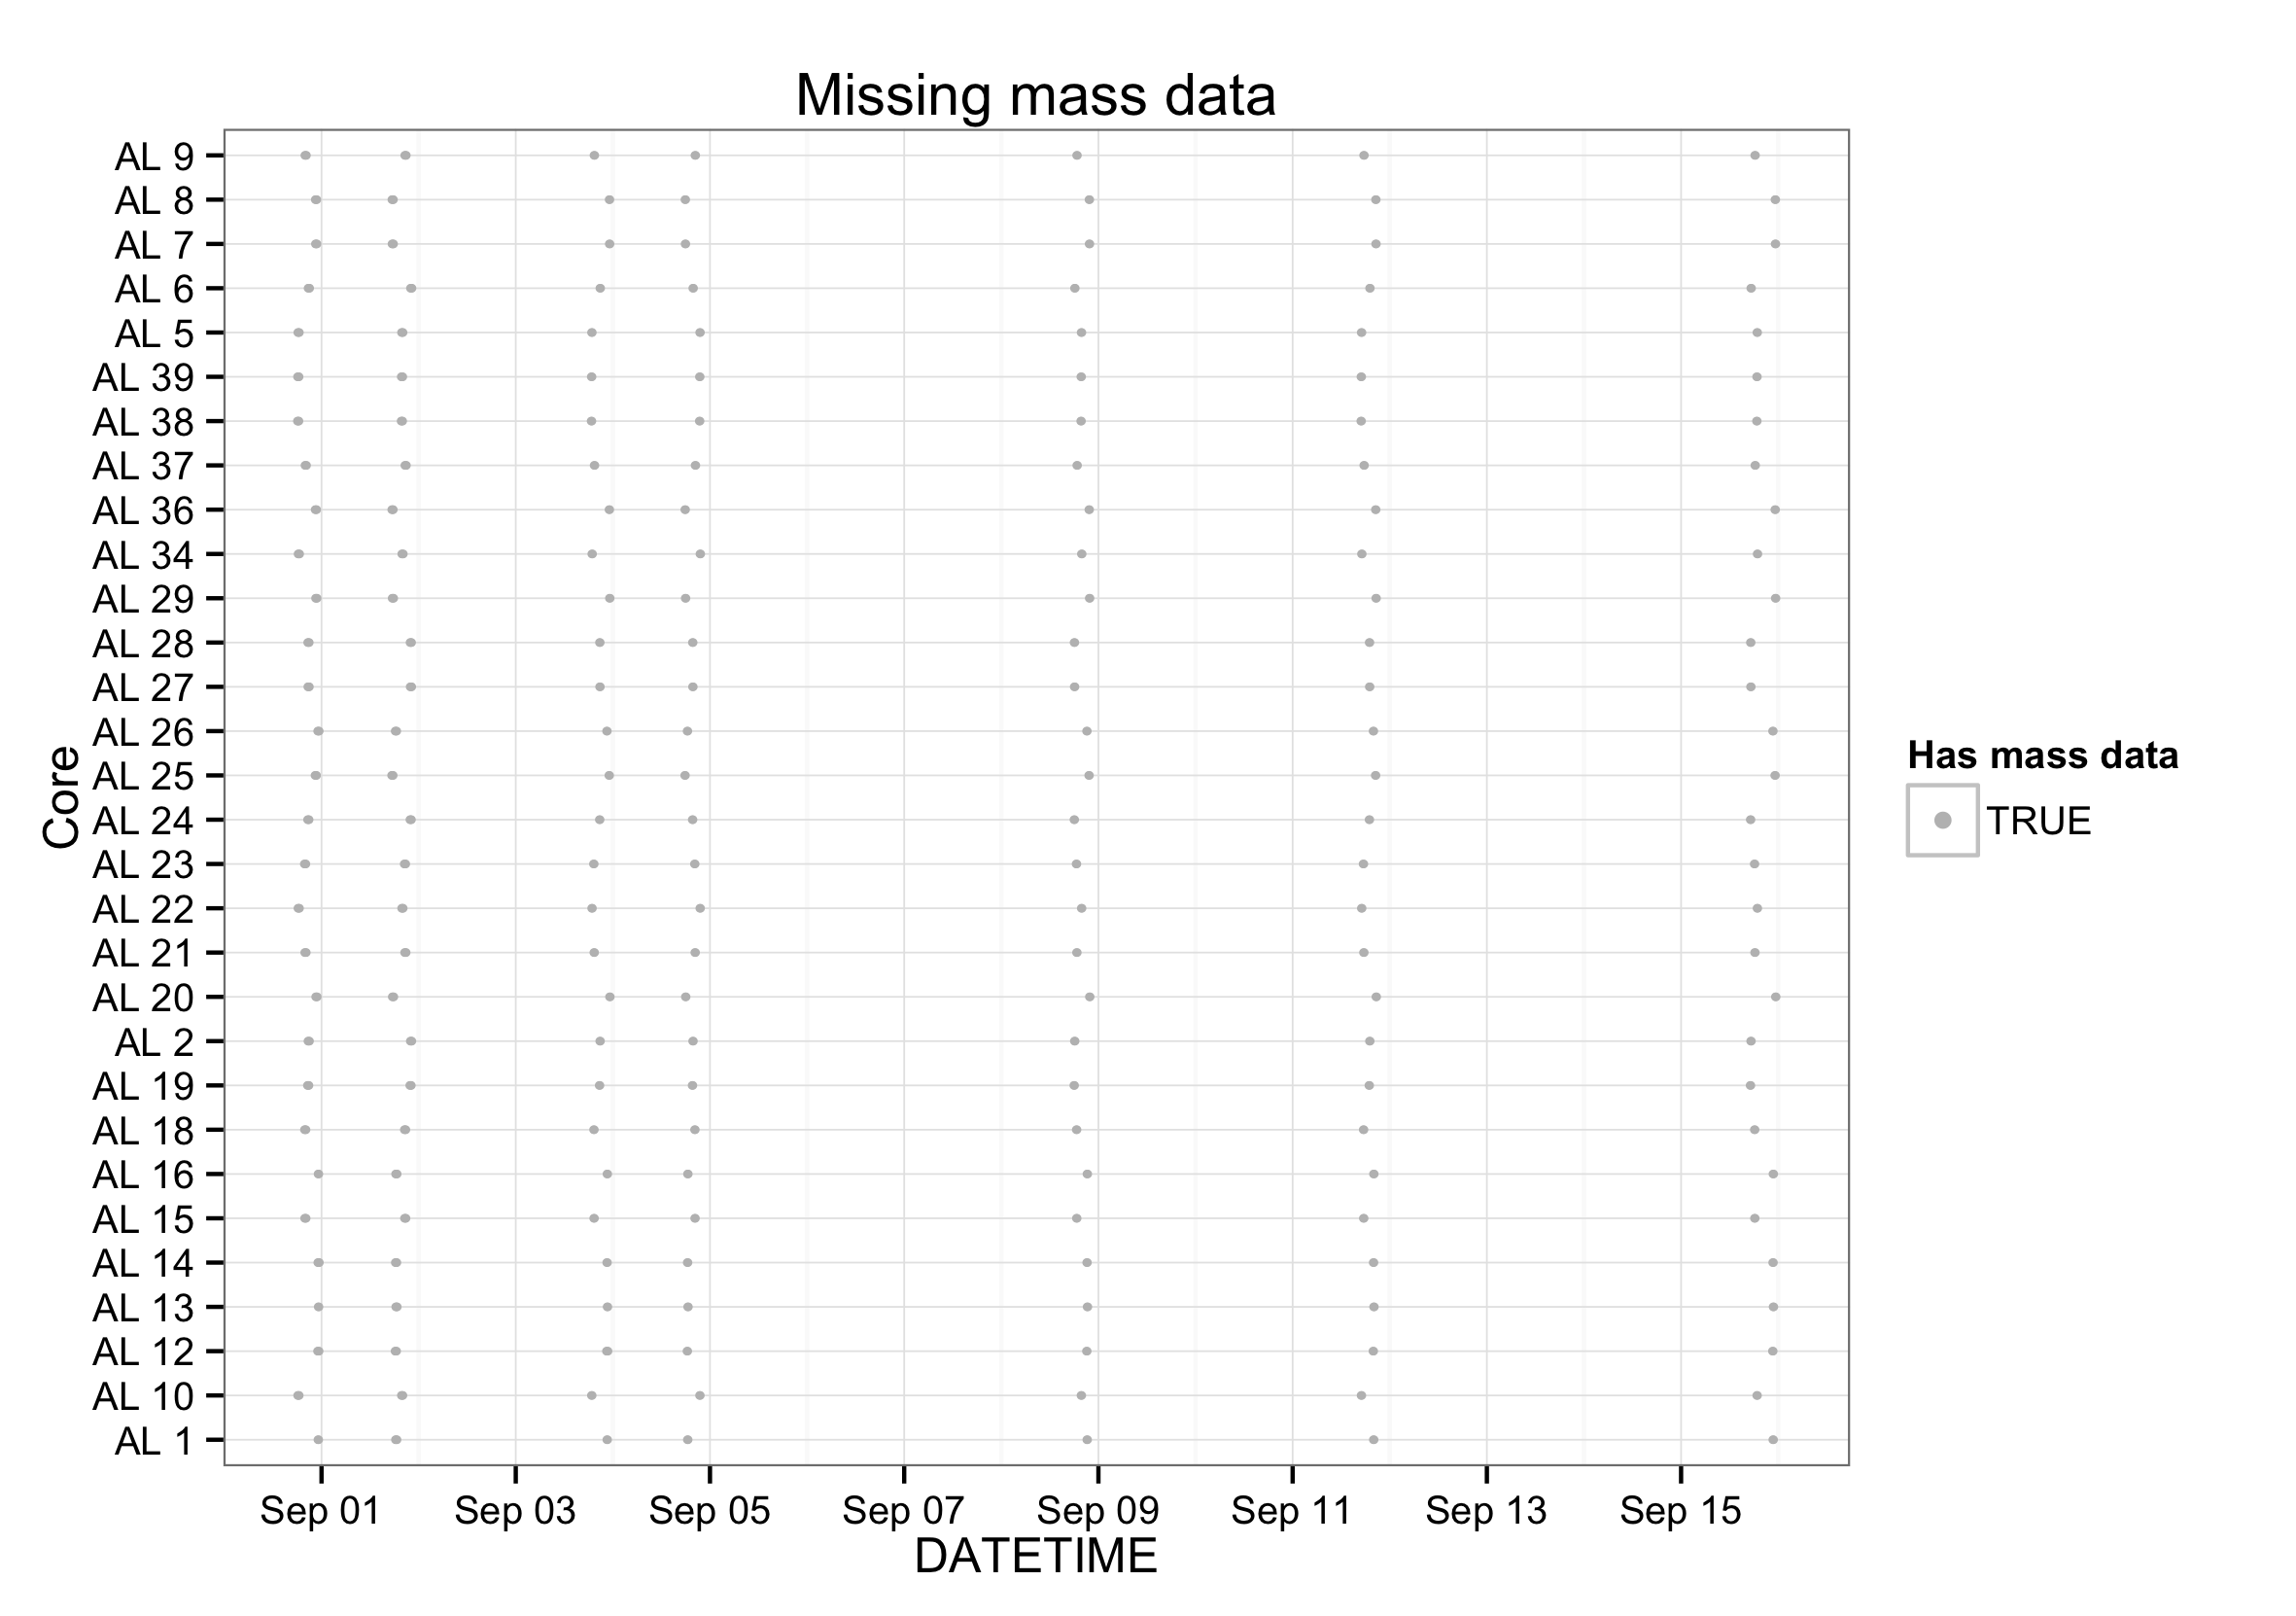 Missing mass data
AL 9
AL 8
AL 7
AL 6
AL 5
AL 39
AL 38
AL 37
AL 36
AL 34
AL 29
AL 28
AL 27
AL 26
AL 25
AL 24
AL 23
AL 22
AL 21
AL 20
AL 2
AL 19
AL 18
AL 16
AL 15
AL 14
AL 13
AL 12
AL 10
AL 1
Core
Sep 01 Sep 03 Sep 05 Sep 07 Sep 09 Sep 11 Sep 13 Sep 15
DATETIME
Has mass data
TRUE